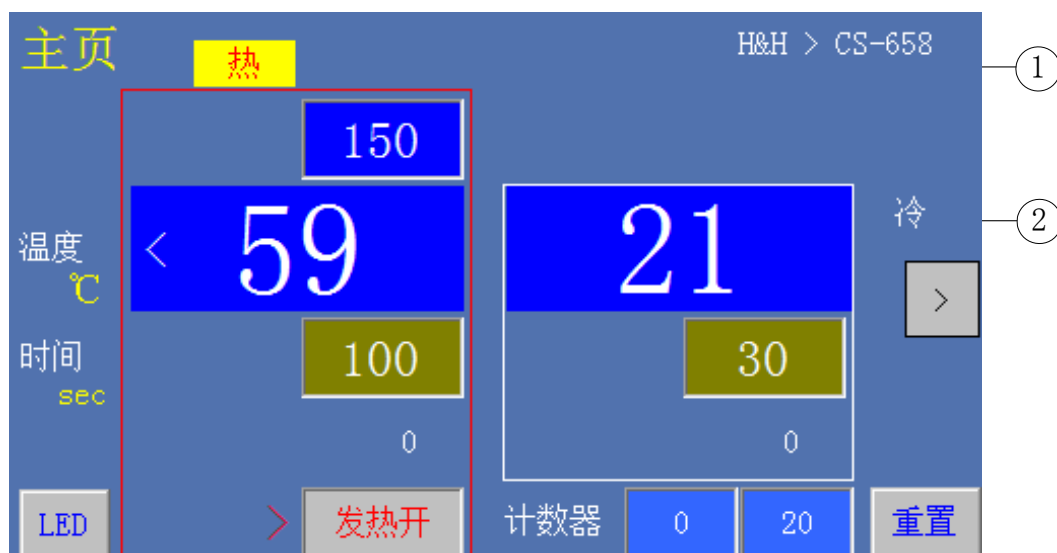 主页 热 H&H > CS-658 ①
150
冷 ②
温度 < 59 21
℃ >
时间 100 30
sec
0 0
LED > 发热开 计数器 0 20 重置